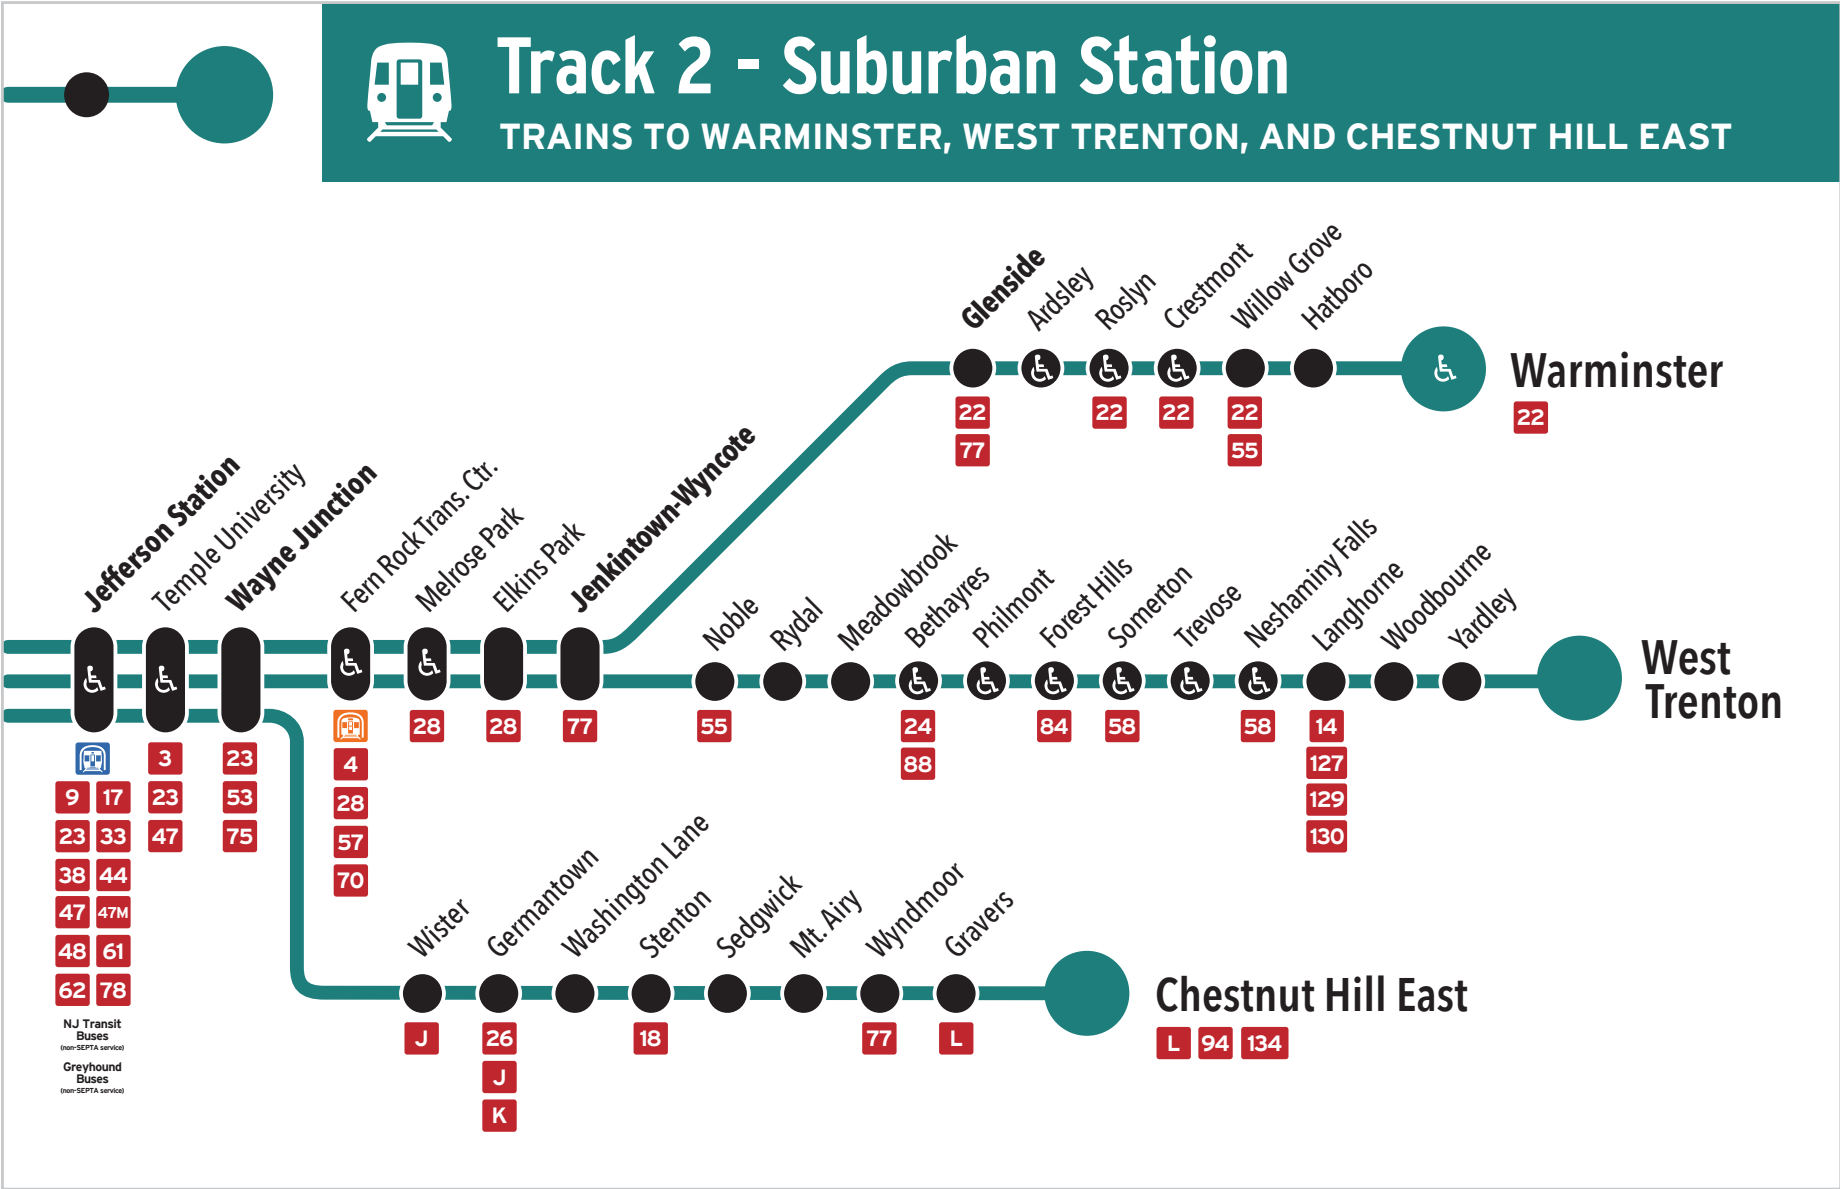 Track 2 - Suburban Station
TRAINS TO WARMINSTER, WEST TRENTON, AND CHESTNUT HILL EAST
Glenside
Ardsley
Roslyn
Crestmont
Willow Grove
Hatboro
Warminster
22
22
22
22
22
77
55
Jefferson Station
Temple University
Wayne Junction
Fern Rock Trans. Ctr.
Melrose Park
Elkins Park
Jenkintown-Wyncote
Noble
Rydal
Meadowbrook
Bethayres
Philmont
Forest Hills
Somerton
Trevose
Neshaminy Falls
Langhorne
Woodbourne
Yardley
West
Trenton
28
28
77
55
24
88
84
58
58
14
127
129
130
9 17
23 33
38 44
47 47M
48 61
62 78
NJ Transit
Buses
(non-SEPTA service)
Greyhound
Buses
(non-SEPTA service)
3
23
47
23
53
75
4
28
57
70
Wister
Germantown
Washington Lane
Stenton
Sedgwick
Mt. Airy
Wyndmoor
Gravers
Chestnut Hill East
L 94 134
J
26
J
K
18
77
L